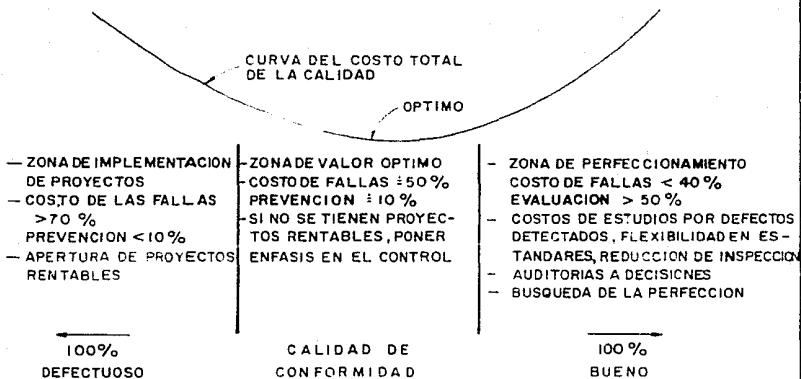 CURVA DEL COSTO TOTAL
DE LA CALIDAD
OPTIMO
— ZONA DE IMPLEMENTACION
DE PROYECTOS
— COSTO DE LAS FALLAS
>70 %
PREVENCION <10%
— APERTURA DE PROYECTOS
RENTABLES
-ZONA DE VALOR OPTIMO
-COSTO DE FALLAS ≐50%
PREVENCION ≐10%
-SI NO SE TIENEN PROYEC-
TOS RENTABLES, PONER
ENFASIS EN EL CONTROL
- ZONA DE PERFECCIONAMIENTO
COSTO DE FALLAS < 40%
EVALUACION > 50%
- COSTOS DE ESTUDIOS POR DEFECTOS
DETECTADOS, FLEXIBILIDAD EN ES-
TANDARES, REDUCCION DE INSPECCION
- AUDITORIAS A DECISIONES
- BUSQUEDA DE LA PERFECCION
100%
DEFECTUOSO
CALIDAD DE
CONFORMIDAD
100%
BUENO